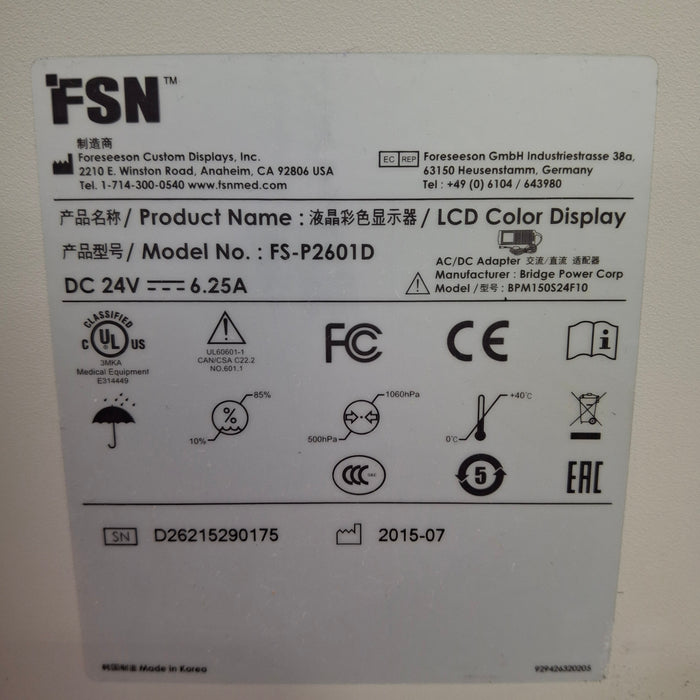 FSN™
制造商
Foreseeson Custom Displays, Inc.
2210 E. Winston Road, Anaheim, CA 92806 USA
Tel. 1-714-300-0540 www.fsnmed.com
EC REP
Foreseeson GmbH Industriestrasse 38a,
63150 Heusenstamm, Germany
Tel : +49 (0) 6104 / 643980
产品名称/ Product Name : 液晶彩色显示器/ LCD Color Display
产品型号/ Model No. : FS-P2601D
DC 24V 6.25A
AC/DC Adapter 交流/直流 适配器
Manufacturer : Bridge Power Corp
Model /型号: BPM150S24F10
CLASSIFIED
C UL US
3MKA
Medical Equipment
E314449
UL60601-1
CAN/CSA C22.2
NO.601.1
FC
CE
i
% 85%
10%
1060hPa
500hPa
+40°C
0°C
CCC
5
EAC
SN D26215290175
2015-07
韩国制造 Made in Korea
929426320205